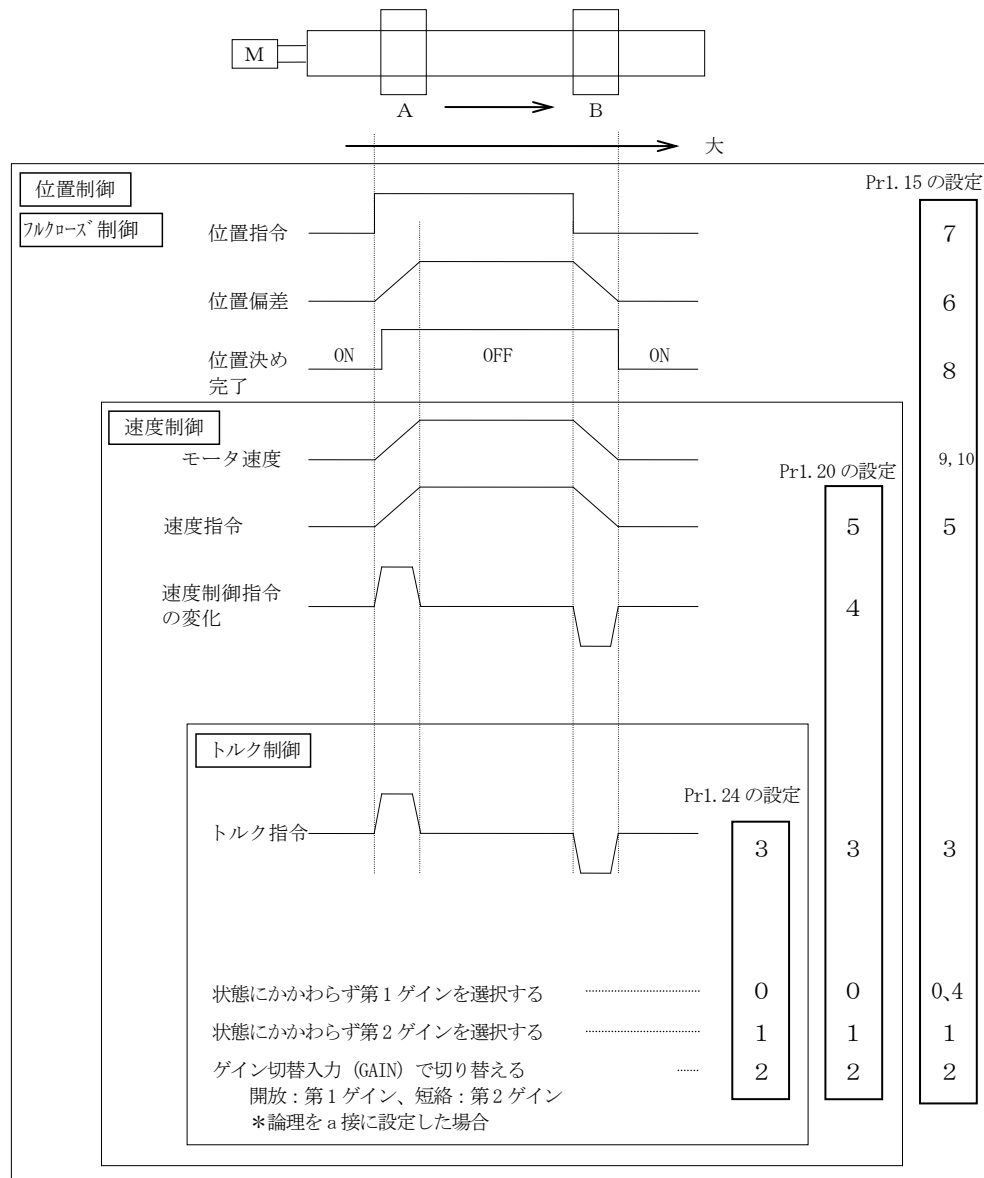 M
A
B
大
位置制御
Pr1.15 の設定
フルクローズ制御
位置指令
7
位置偏差
6
位置決め
完了
ON
OFF
ON
8
速度制御
モータ速度
9,10
Pr1.20 の設定
速度指令
5
5
速度制御指令
の変化
4
トルク制御
Pr1.24 の設定
トルク指令
3
3
3
状態にかかわらず第1ゲインを選択する
0
0
0、4
状態にかかわらず第2ゲインを選択する
1
1
1
ゲイン切替入力（GAIN）で切り替える
2
2
2
開放：第1ゲイン、短絡：第2ゲイン
＊論理をa接に設定した場合